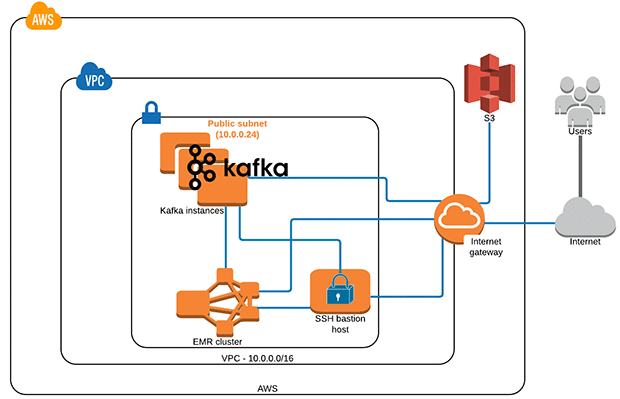 AWS
VPC
Public subnet
(10.0.0.24)
kafka
Kafka instances
EMR cluster
SSH bastion
host
VPC - 10.0.0.0/16
AWS
S3
Users
Internet
gateway
Internet